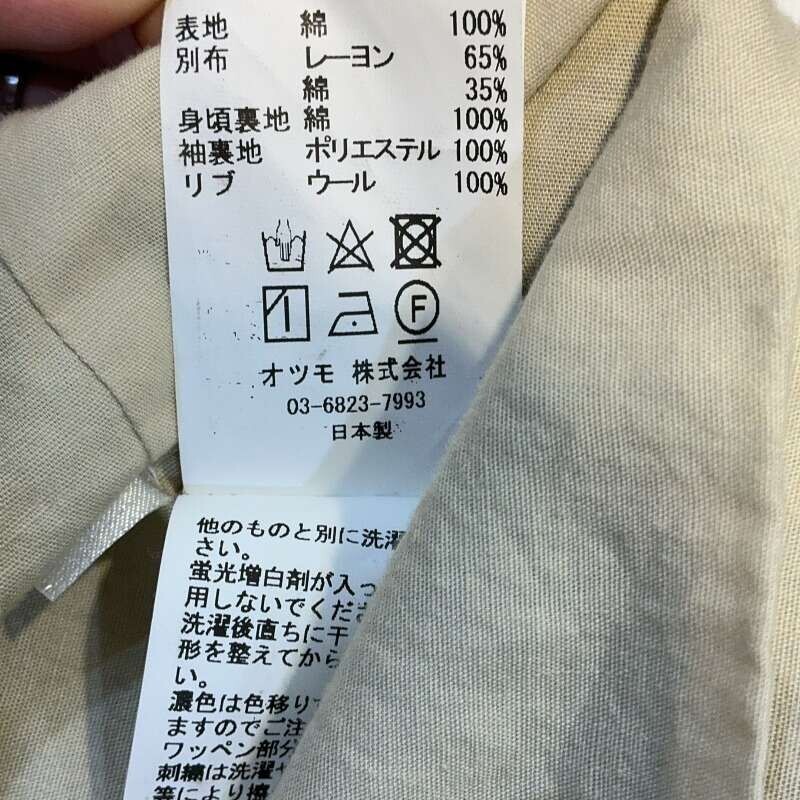 表地 綿 100%
別布 レーヨン 65%
綿 35%
身頃裏地 綿 100%
袖裏地 ポリエステル 100%
リブ ウール 100%
F
オツモ 株式会社
03-6823-7993
日本製
他のものと別に洗濯
さい。
蛍光増白剤が入っ
用しないでくださ
洗濯後直ちに干
形を整えてから
い。
濃色は色移り
ますのでご注
ワッペン部分
刺繍は洗濯や
等により擦